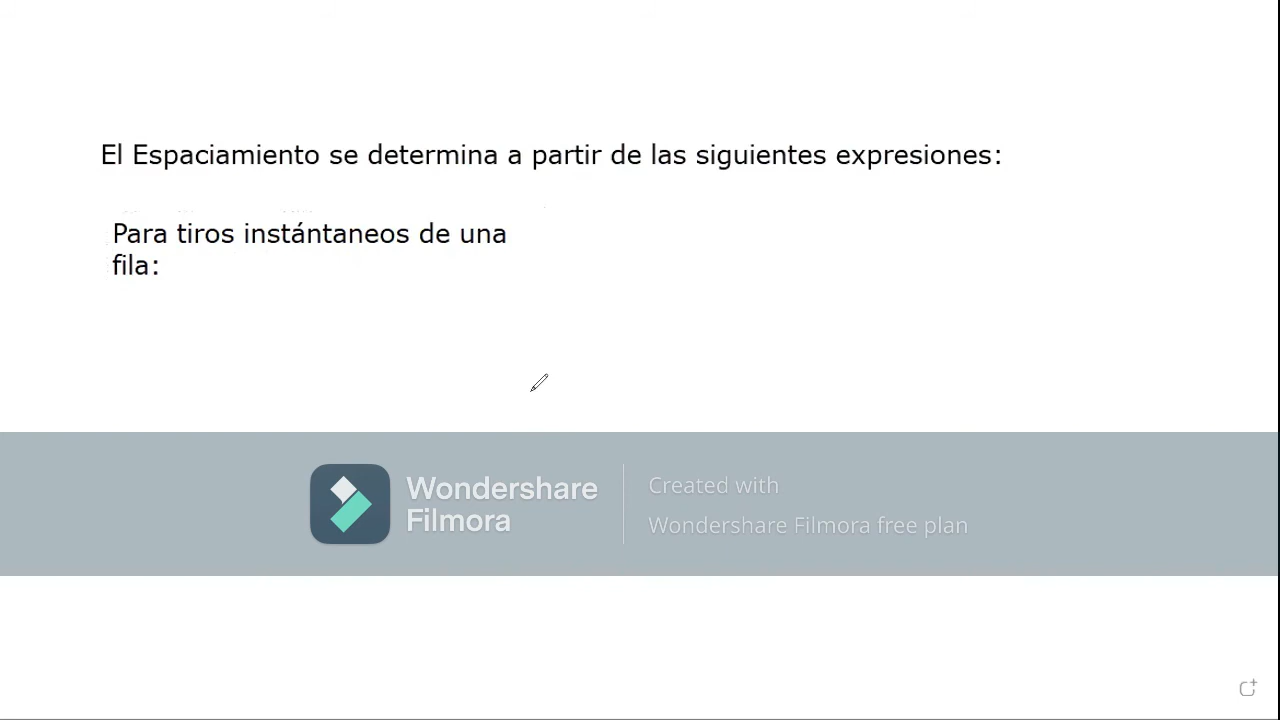 El Espaciamiento se determina a partir de las siguientes expresiones:
Para tiros instántaneos de una
fila:
Wondershare
Filmora
Created with
Wondershare Filmora free plan